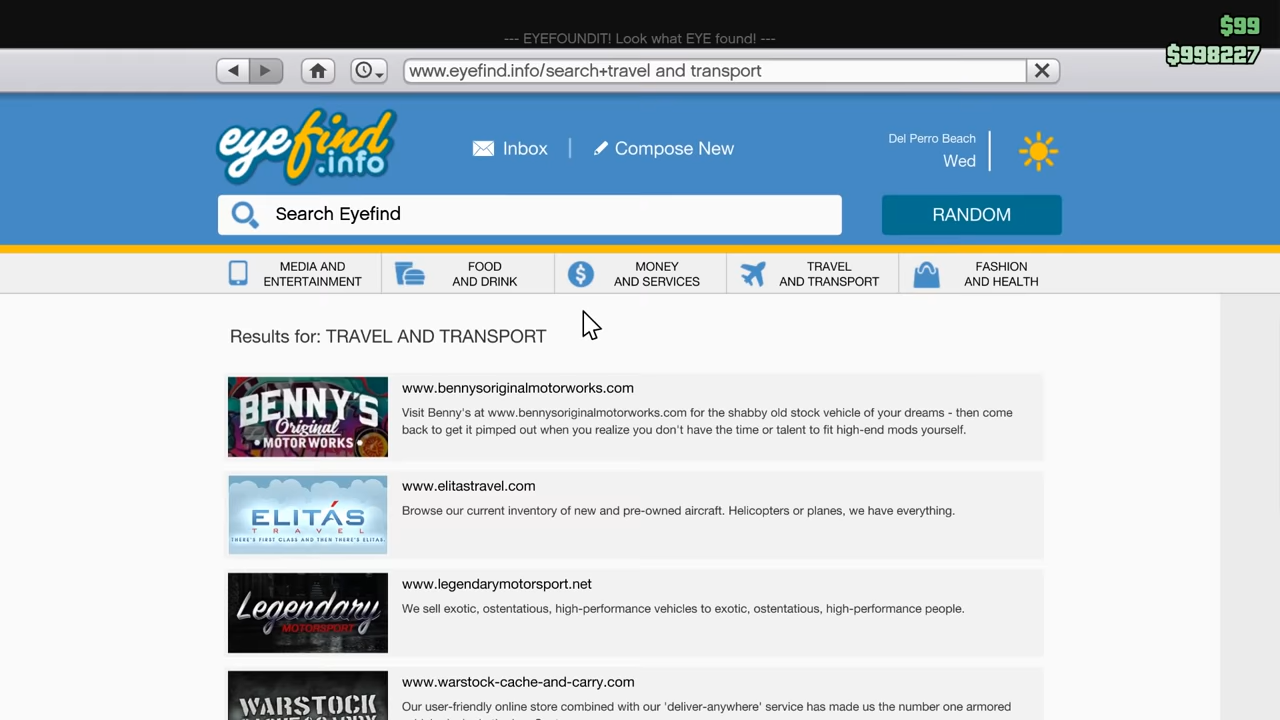 --- EYEFOUNDIT! Look what EYE found! ---
$99
$998227
www.eyefind.info/search+travel and transport
eyefind
.info
Inbox
Compose New
Del Perro Beach
Wed
Search Eyefind
RANDOM
MEDIA AND
ENTERTAINMENT
FOOD
AND DRINK
MONEY
AND SERVICES
TRAVEL
AND TRANSPORT
FASHION
AND HEALTH
Results for: TRAVEL AND TRANSPORT
BENNY'S
Original
MOTOR WORKS
www.bennysoriginalmotorworks.com
Visit Benny's at www.bennysoriginalmotorworks.com for the shabby old stock vehicle of your dreams - then come
back to get it pimped out when you realize you don't have the time or talent to fit high-end mods yourself.
ELITÁS
TRAVEL
THERE'S FIRST CLASS AND THEN THERE'S ELITAS.
www.elitastravel.com
Browse our current inventory of new and pre-owned aircraft. Helicopters or planes, we have everything.
Legendary
MOTORSPORT
www.legendarymotorsport.net
We sell exotic, ostentatious, high-performance vehicles to exotic, ostentatious, high-performance people.
WARSTOCK
www.warstock-cache-and-carry.com
Our user-friendly online store combined with our 'deliver-anywhere' service has made us the number one armored